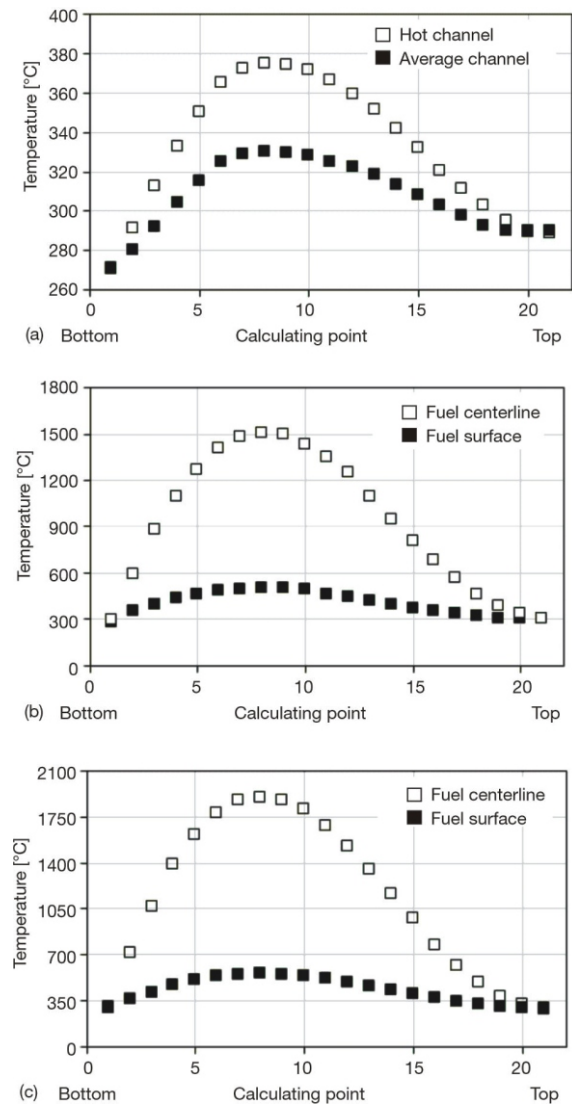 400
380
360
340
320
300
280
260
Temperature [°C]
Hot channel
Average channel
0 5 10 15 20
(a) Bottom Calculating point Top
1800
1500
1200
900
600
300
0
Temperature [°C]
Fuel centerline
Fuel surface
0 5 10 15 20
(b) Bottom Calculating point Top
2100
1750
1400
1050
700
350
0
Temperature [°C]
Fuel centerline
Fuel surface
0 5 10 15 20
(c) Bottom Calculating point Top